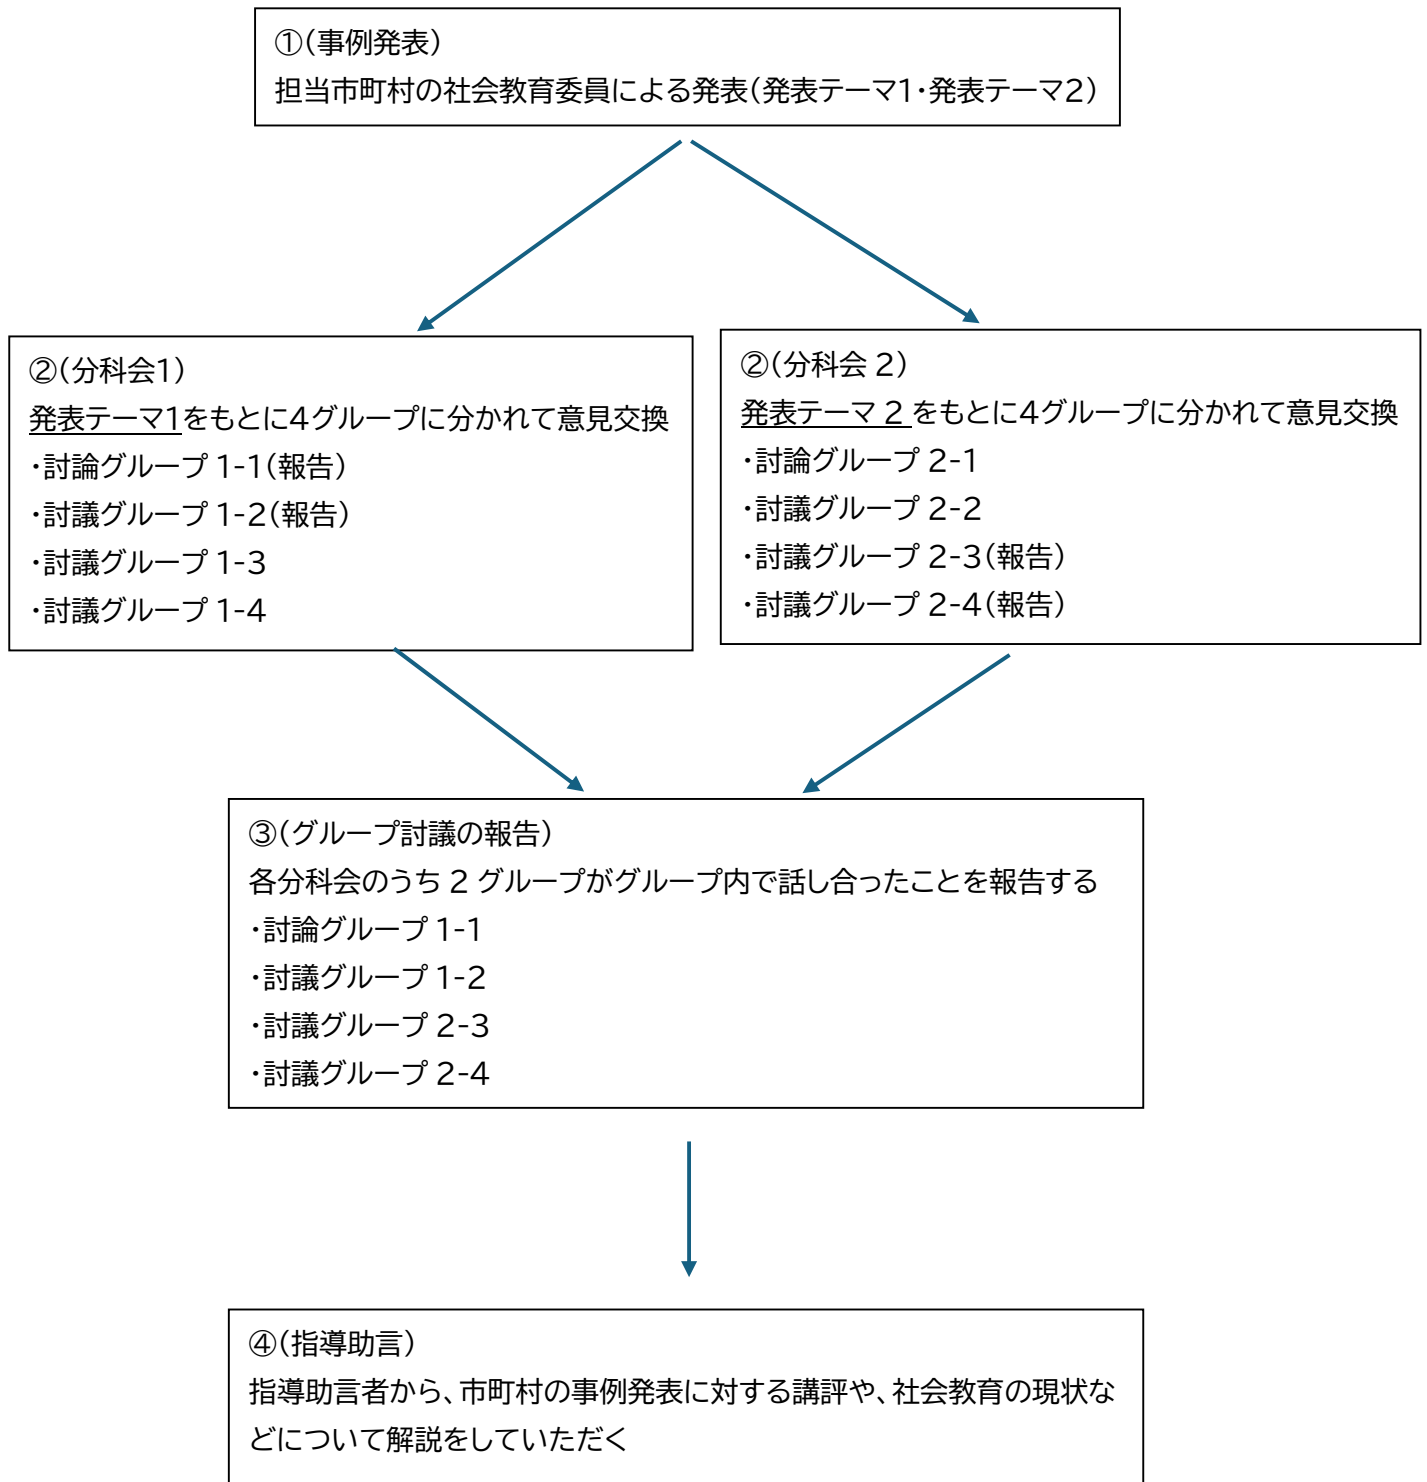 ①(事例発表)
担当市町村の社会教育委員による発表(発表テーマ1・発表テーマ2)
②(分科会1)
発表テーマ1をもとに4グループに分かれて意見交換
・討論グループ 1-1(報告)
・討議グループ 1-2(報告)
・討議グループ 1-3
・討議グループ 1-4
②(分科会 2)
発表テーマ 2 をもとに4グループに分かれて意見交換
・討論グループ 2-1
・討議グループ 2-2
・討議グループ 2-3(報告)
・討議グループ 2-4(報告)
③(グループ討議の報告)
各分科会のうち 2 グループがグループ内で話し合ったことを報告する
・討論グループ 1-1
・討議グループ 1-2
・討議グループ 2-3
・討議グループ 2-4
④(指導助言)
指導助言者から、市町村の事例発表に対する講評や、社会教育の現状な
どについて解説をしていただく